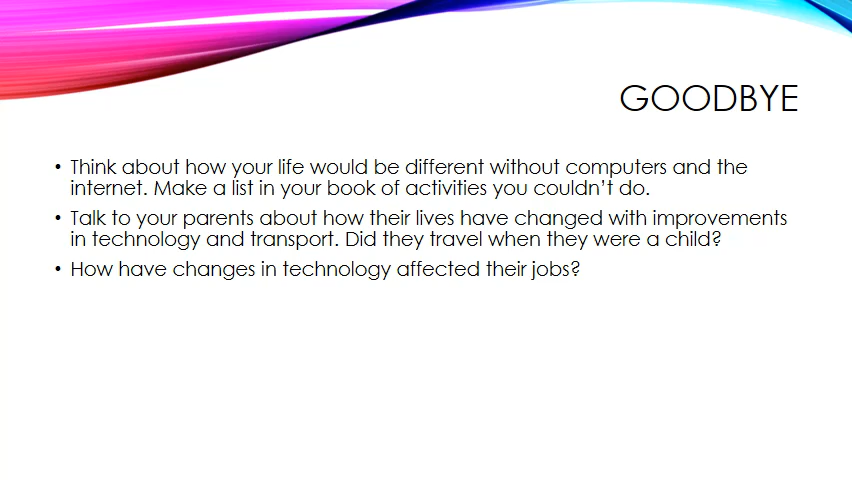 GOODBYE
• Think about how your life would be different without computers and the
internet. Make a list in your book of activities you couldn't do.
• Talk to your parents about how their lives have changed with improvements
in technology and transport. Did they travel when they were a child?
• How have changes in technology affected their jobs?